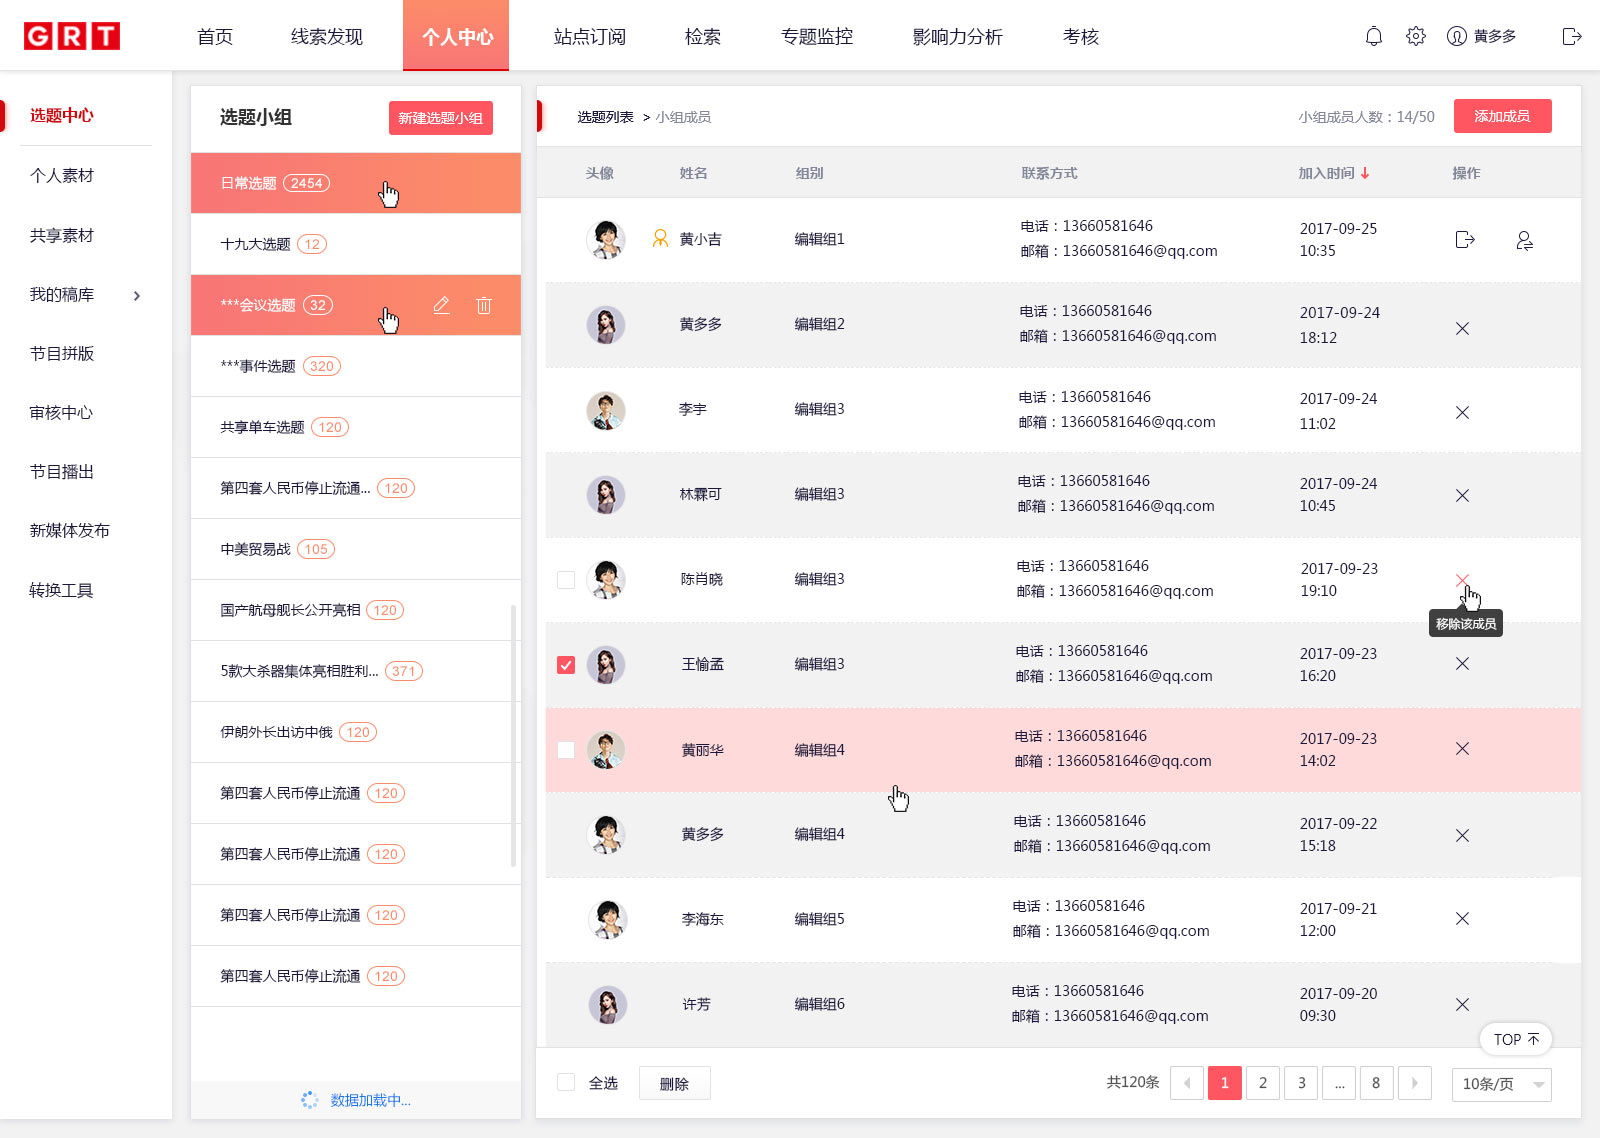 GRT
首页
线索发现
个人中心
站点订阅
检索
专题监控
影响力分析
考核
黄多多
选题中心
个人素材
共享素材
我的稿库
节目拼版
审核中心
节目播出
新媒体发布
转换工具
选题小组
新建选题小组
日常选题 2454
十九大选题 12
***会议选题 32
***事件选题 320
共享单车选题 120
第四套人民币停止流通... 120
中美贸易战 105
国产航母舰长公开亮相 120
5款大杀器集体亮相胜利... 371
伊朗外长出访中俄 120
第四套人民币停止流通 120
第四套人民币停止流通 120
第四套人民币停止流通 120
第四套人民币停止流通 120
数据加载中...
选题列表 > 小组成员
小组成员人数：14/50
添加成员
头像 姓名 组别 联系方式 加入时间 操作
黄小吉 编辑组1
电话：13660581646
邮箱：13660581646@qq.com
2017-09-25
10:35
黄多多 编辑组2
电话：13660581646
邮箱：13660581646@qq.com
2017-09-24
18:12
李宇 编辑组3
电话：13660581646
邮箱：13660581646@qq.com
2017-09-24
11:02
林霖可 编辑组3
电话：13660581646
邮箱：13660581646@qq.com
2017-09-24
10:45
陈肖晓 编辑组3
电话：13660581646
邮箱：13660581646@qq.com
2017-09-23
19:10
移除该成员
王愉孟 编辑组3
电话：13660581646
邮箱：13660581646@qq.com
2017-09-23
16:20
黄丽华 编辑组4
电话：13660581646
邮箱：13660581646@qq.com
2017-09-23
14:02
黄多多 编辑组4
电话：13660581646
邮箱：13660581646@qq.com
2017-09-22
15:18
李海东 编辑组5
电话：13660581646
邮箱：13660581646@qq.com
2017-09-21
12:00
许芳 编辑组6
电话：13660581646
邮箱：13660581646@qq.com
2017-09-20
09:30
TOP
全选
删除
共120条
1 2 3 ... 8
10条/页